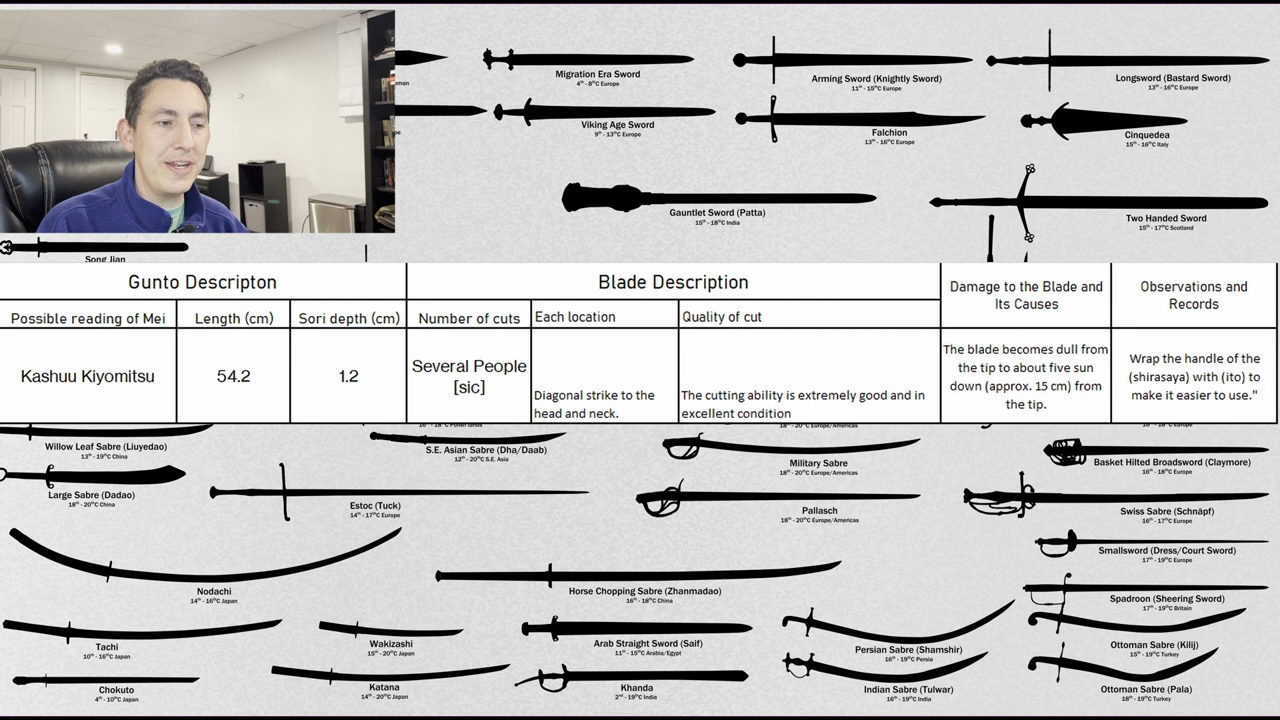 oman
Migration Era Sword
4th - 8thC Europe
Arming Sword (Knightly Sword)
11th - 15thC Europe
Longsword (Bastard Sword)
13th - 16thC Europe
Viking Age Sword
9th - 13thC Europe
Falchion
13th - 16thC Europe
Cinquedea
15th - 16thC Italy
Gauntlet Sword (Patta)
15th - 18thC India
Two Handed Sword
15th - 17thC Scotland
Song Jian
Gunto Descripton
Blade Description
Damage to the Blade and
Its Causes
Observations and
Records
Possible reading of Mei
Length (cm)
Sori depth (cm)
Number of cuts
Each location
Quality of cut
Kashuu Kiyomitsu
54.2
1.2
Several People
[sic]
Diagonal strike to the
head and neck.
The cutting ability is extremely good and in
excellent condition
The blade becomes dull from
the tip to about five sun
down (approx. 15 cm) from
the tip.
Wrap the handle of the
(shirasaya) with (ito) to
make it easier to use."
Willow Leaf Sabre (Liuyedao)
13th - 19thC China
S.E. Asian Sabre (Dha/Daab)
12th - 20thC S.E. Asia
Military Sabre
18th - 20thC Europe/Americas
Basket Hilted Broadsword (Claymore)
16th - 18thC Europe
Large Sabre (Dadao)
18th - 20thC China
Estoc (Tuck)
14th - 17thC Europe
Pallasch
18th - 20thC Europe/Americas
Swiss Sabre (Schnäpf)
16th - 17thC Europe
Smallsword (Dress/Court Sword)
17th - 19thC Europe
Nodachi
14th - 16thC Japan
Horse Chopping Sabre (Zhanmadao)
16th - 18thC China
Spadroon (Sheering Sword)
17th - 19thC Britain
Tachi
10th - 16thC Japan
Wakizashi
15th - 20thC Japan
Arab Straight Sword (Saif)
11th - 15thC Arabia/Egypt
Persian Sabre (Shamshir)
16th - 19thC Persia
Ottoman Sabre (Kilij)
15th - 19thC Turkey
Chokuto
4th - 10thC Japan
Katana
14th - 20thC Japan
Khanda
2nd - 19thC India
Indian Sabre (Tulwar)
16th - 19thC India
Ottoman Sabre (Pala)
18th - 19thC Turkey